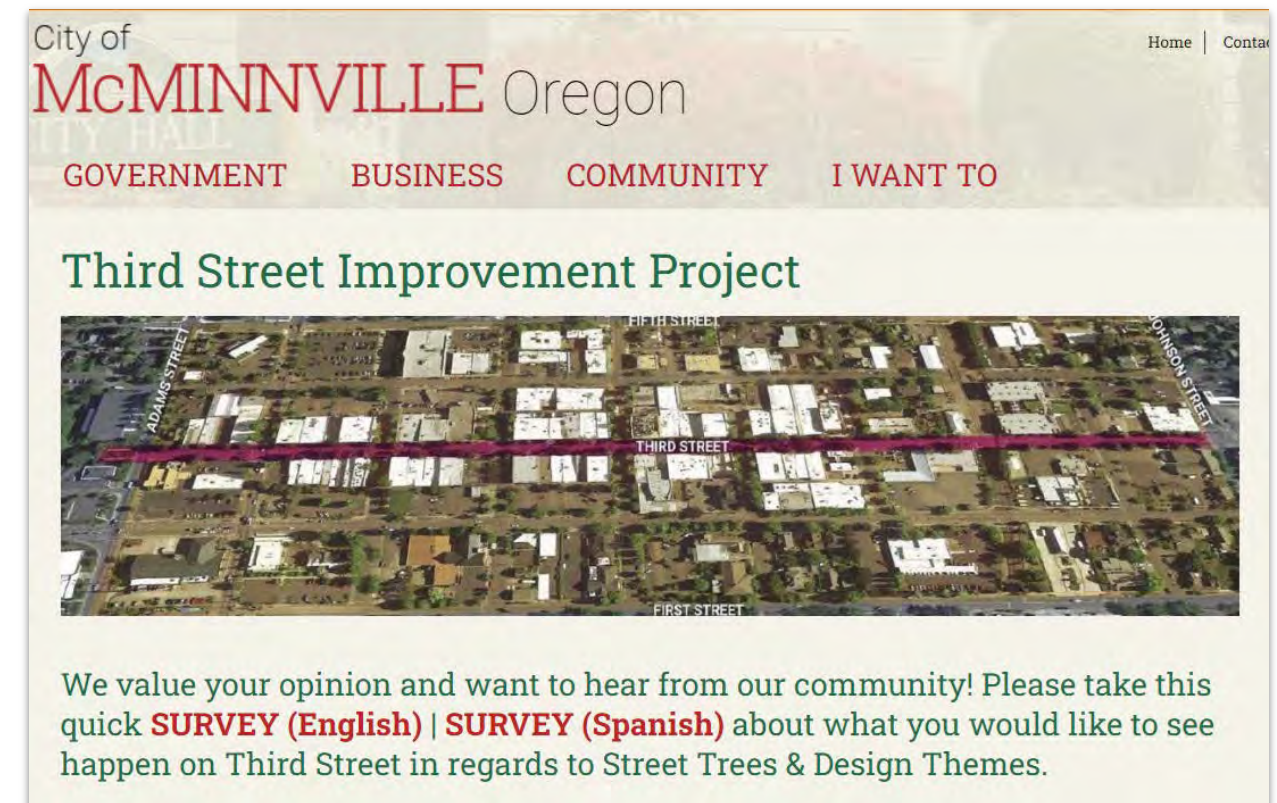 City of
McMINNVILLE Oregon
Home | Contac
CITY HALL
GOVERNMENT BUSINESS COMMUNITY I WANT TO
Third Street Improvement Project
FIFTH STREET
ADAMS STREET
JOHNSON STREET
THIRD STREET
FIRST STREET
We value your opinion and want to hear from our community! Please take this
quick SURVEY (English) | SURVEY (Spanish) about what you would like to see
happen on Third Street in regards to Street Trees & Design Themes.